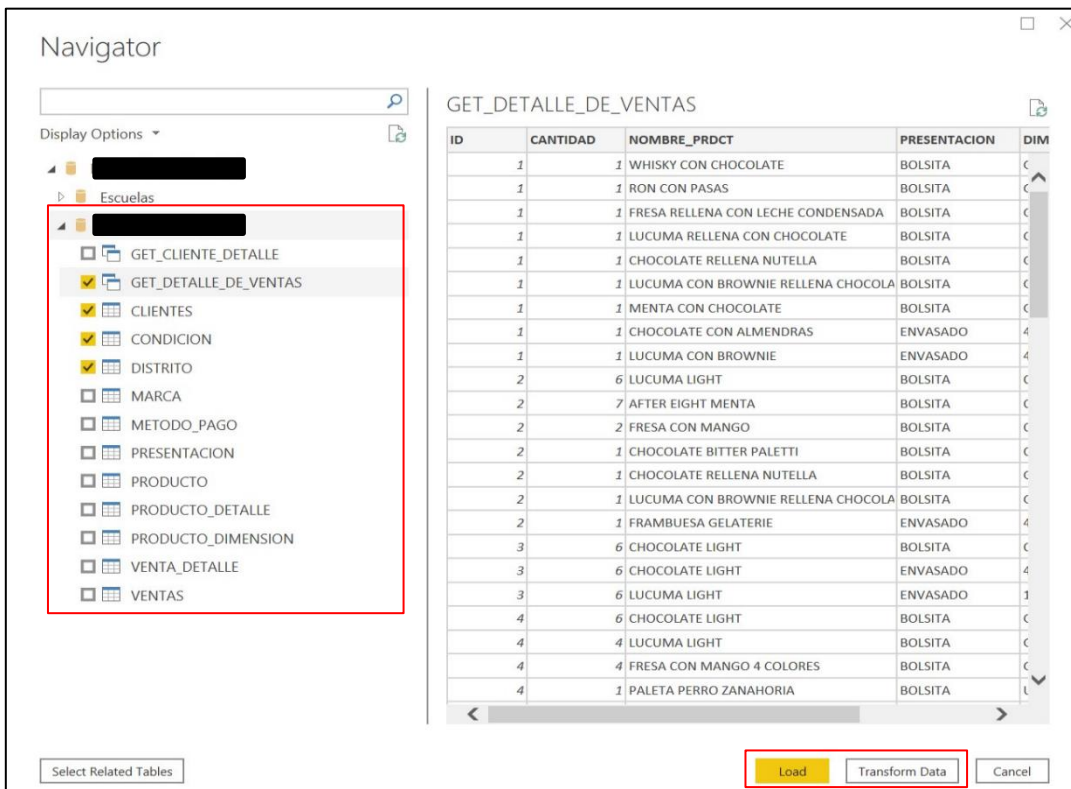 Navigator
Display Options
Escuelas
GET_CLIENTE_DETALLE
GET_DETALLE_DE_VENTAS
CLIENTES
CONDICION
DISTRITO
MARCA
METODO_PAGO
PRESENTACION
PRODUCTO
PRODUCTO_DETALLE
PRODUCTO_DIMENSION
VENTA_DETALLE
VENTAS
GET_DETALLE_DE_VENTAS
ID CANTIDAD NOMBRE_PRDCT PRESENTACION DIM
1 1 WHISKY CON CHOCOLATE BOLSITA
1 1 RON CON PASAS BOLSITA
1 1 FRESA RELLENA CON LECHE CONDENSADA BOLSITA
1 1 LUCUMA RELLENA CON CHOCOLATE BOLSITA
1 1 CHOCOLATE RELLENA NUTELLA BOLSITA
1 1 LUCUMA CON BROWNIE RELLENA CHOCOLA BOLSITA
1 1 MENTA CON CHOCOLATE BOLSITA
1 1 CHOCOLATE CON ALMENDRAS ENVASADO 4
1 1 LUCUMA CON BROWNIE ENVASADO 4
2 6 LUCUMA LIGHT BOLSITA
2 7 AFTER EIGHT MENTA BOLSITA
2 2 FRESA CON MANGO BOLSITA
2 1 CHOCOLATE BITTER PALETTI BOLSITA
2 1 CHOCOLATE RELLENA NUTELLA BOLSITA
2 1 LUCUMA CON BROWNIE RELLENA CHOCOLA BOLSITA
2 1 FRAMBUESA GELATERIE ENVASADO 4
3 6 CHOCOLATE LIGHT BOLSITA
3 6 CHOCOLATE LIGHT ENVASADO 4
3 6 LUCUMA LIGHT ENVASADO 1
4 6 CHOCOLATE LIGHT BOLSITA
4 4 LUCUMA LIGHT BOLSITA
4 4 FRESA CON MANGO 4 COLORES BOLSITA
4 1 PALETA PERRO ZANAHORIA BOLSITA
Select Related Tables
Load Transform Data Cancel